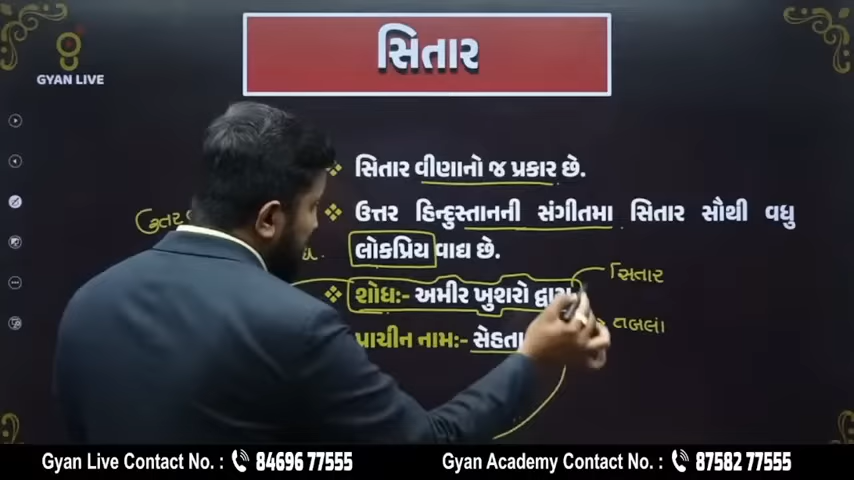 સિતાર
GYAN LIVE
સિતાર વીણાનો જ પ્રકાર છે.
ઉત્તર હિન્દુસ્તાનની સંગીતમા સિતાર સૌથી વધુ
લોકપ્રિય વાદ્ય છે.
શોધ:- અમીર ખુશરો
સિતાર
પ્રાચીન નામ:-
તબલાં
Gyan Live Contact No. : 84696 77555
Gyan Academy Contact No. : 87582 77555